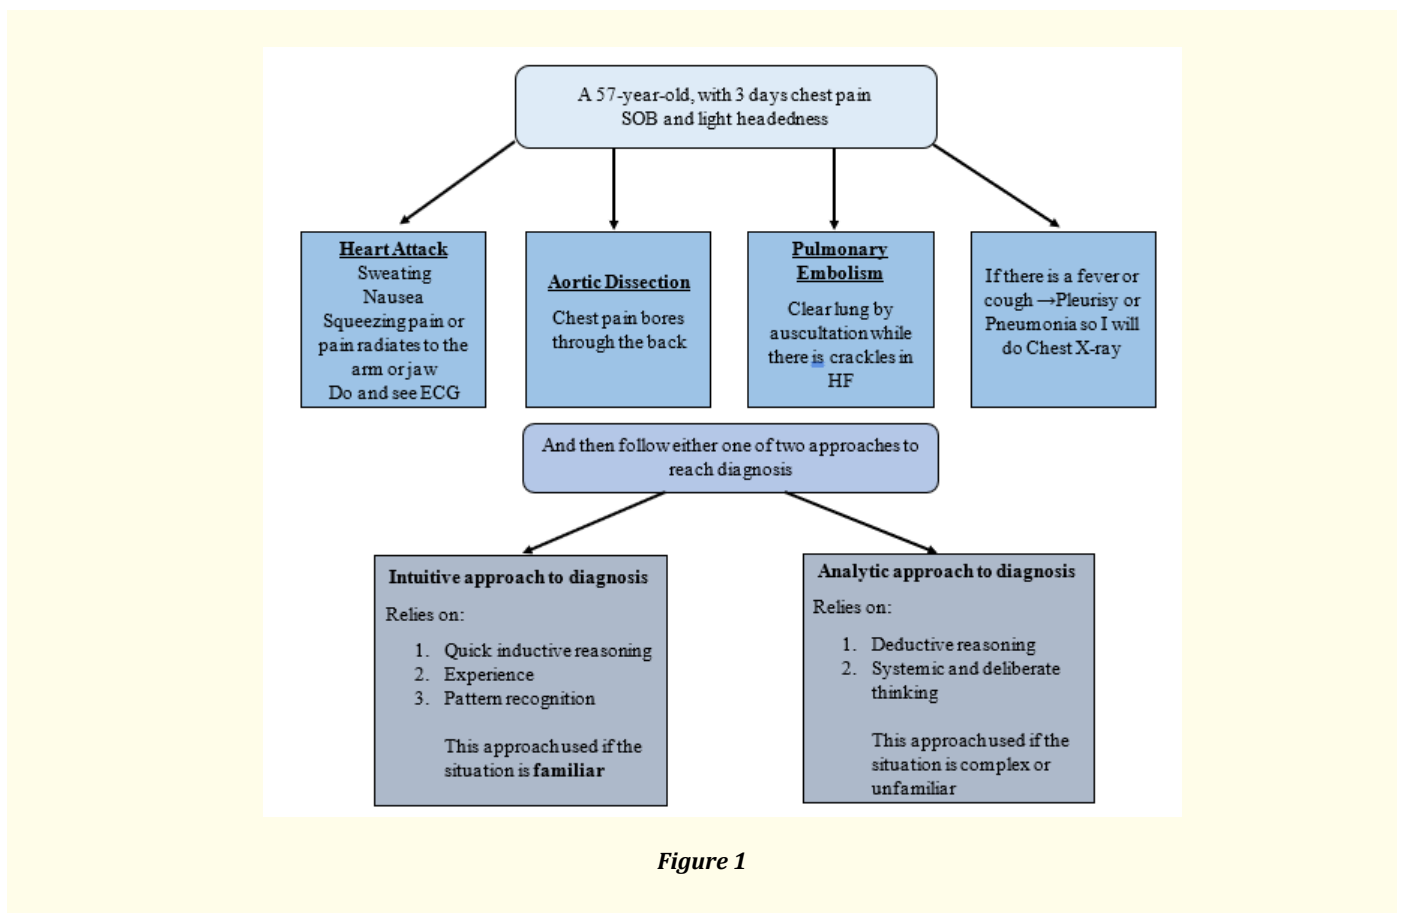 A 57-year-old, with 3 days chest pain
SOB and light headedness
Heart Attack
Sweating
Nausea
Squeezing pain or
pain radiates to the
arm or jaw
Do and see ECG
Aortic Dissection
Chest pain bores
through the back
Pulmonary
Embolism
Clear lung by
auscultation while
there is crackles in
HF
If there is a fever or
cough →Pleurisy or
Pneumonia so I will
do Chest X-ray
And then follow either one of two approaches to
reach diagnosis
Intuitive approach to diagnosis
Relies on:
1. Quick inductive reasoning
2. Experience
3. Pattern recognition
This approach used if the
situation is familiar
Analytic approach to diagnosis
Relies on:
1. Deductive reasoning
2. Systemic and deliberate
thinking
This approach used if the
situation is complex or
unfamiliar
Figure 1